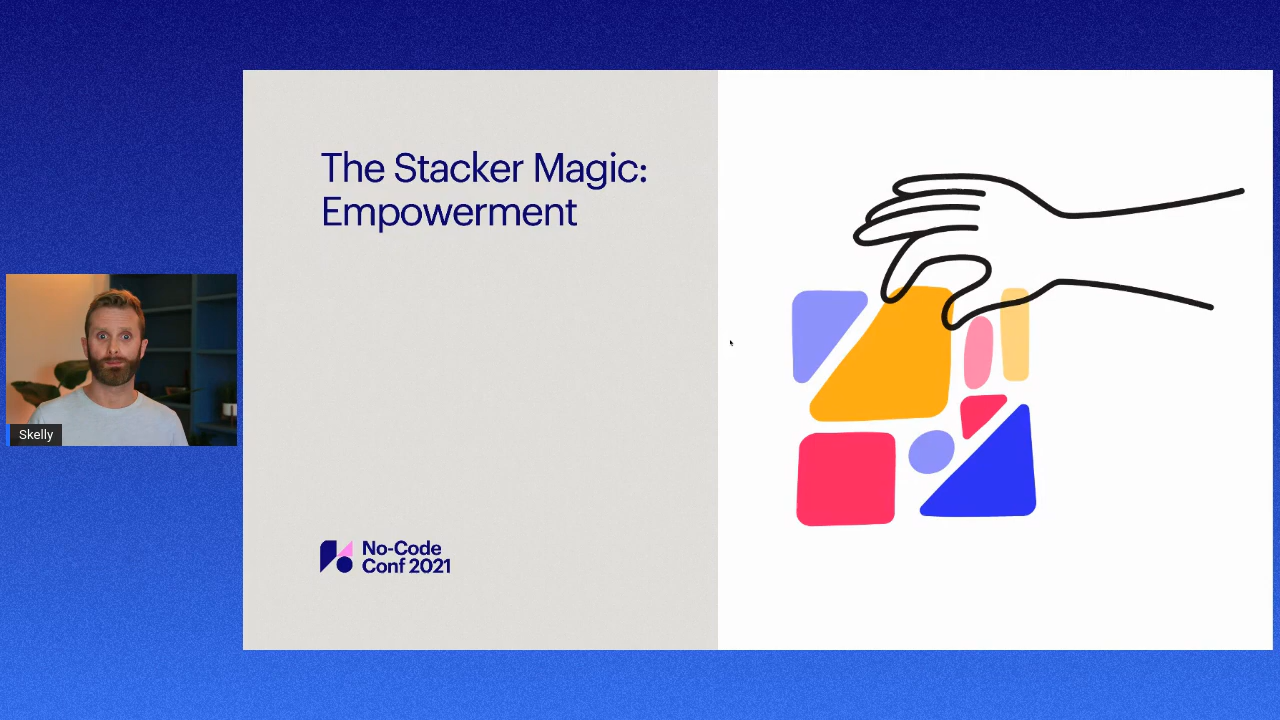 The Stacker Magic:
Empowerment
Skelly
No-Code
Conf 2021